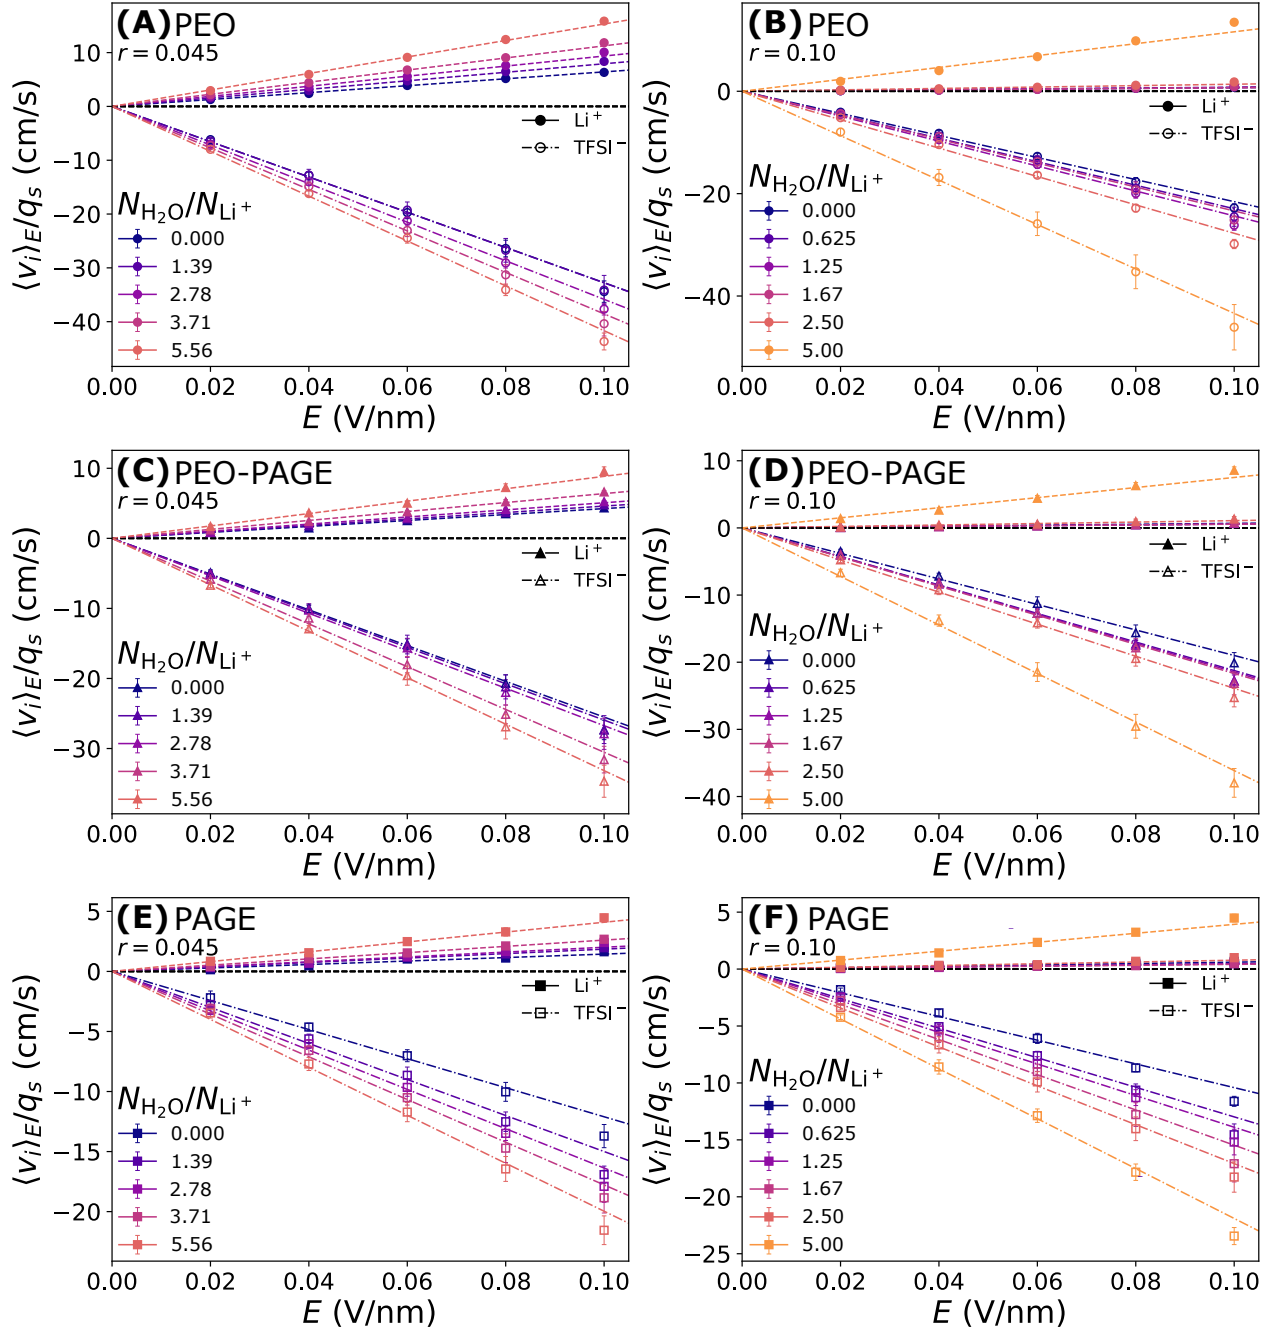 (A) PEO
r = 0.045
10
0
−10
−20
−30
−40
⟨v_i⟩_E/q_s (cm/s)
Li⁺
TFSI⁻
N_H₂O/N_Li⁺
0.000
1.39
2.78
3.71
5.56
0.00 0.02 0.04 0.06 0.08 0.10
E (V/nm)
(B) PEO
r = 0.10
10
0
−20
−40
⟨v_i⟩_E/q_s (cm/s)
Li⁺
TFSI⁻
N_H₂O/N_Li⁺
0.000
0.625
1.25
1.67
2.50
5.00
0.00 0.02 0.04 0.06 0.08 0.10
E (V/nm)
(C) PEO-PAGE
r = 0.045
10
5
0
−10
−20
−30
⟨v_i⟩_E/q_s (cm/s)
Li⁺
TFSI⁻
N_H₂O/N_Li⁺
0.000
1.39
2.78
3.71
5.56
0.00 0.02 0.04 0.06 0.08 0.10
E (V/nm)
(D) PEO-PAGE
r = 0.10
10
0
−10
−20
−30
−40
⟨v_i⟩_E/q_s (cm/s)
Li⁺
TFSI⁻
N_H₂O/N_Li⁺
0.000
0.625
1.25
1.67
2.50
5.00
0.00 0.02 0.04 0.06 0.08 0.10
E (V/nm)
(E) PAGE
r = 0.045
5
0
−5
−10
−15
−20
⟨v_i⟩_E/q_s (cm/s)
Li⁺
TFSI⁻
N_H₂O/N_Li⁺
0.000
1.39
2.78
3.71
5.56
0.00 0.02 0.04 0.06 0.08 0.10
E (V/nm)
(F) PAGE
r = 0.10
5
0
−5
−10
−15
−20
−25
⟨v_i⟩_E/q_s (cm/s)
Li⁺
TFSI⁻
N_H₂O/N_Li⁺
0.000
0.625
1.25
1.67
2.50
5.00
0.00 0.02 0.04 0.06 0.08 0.10
E (V/nm)